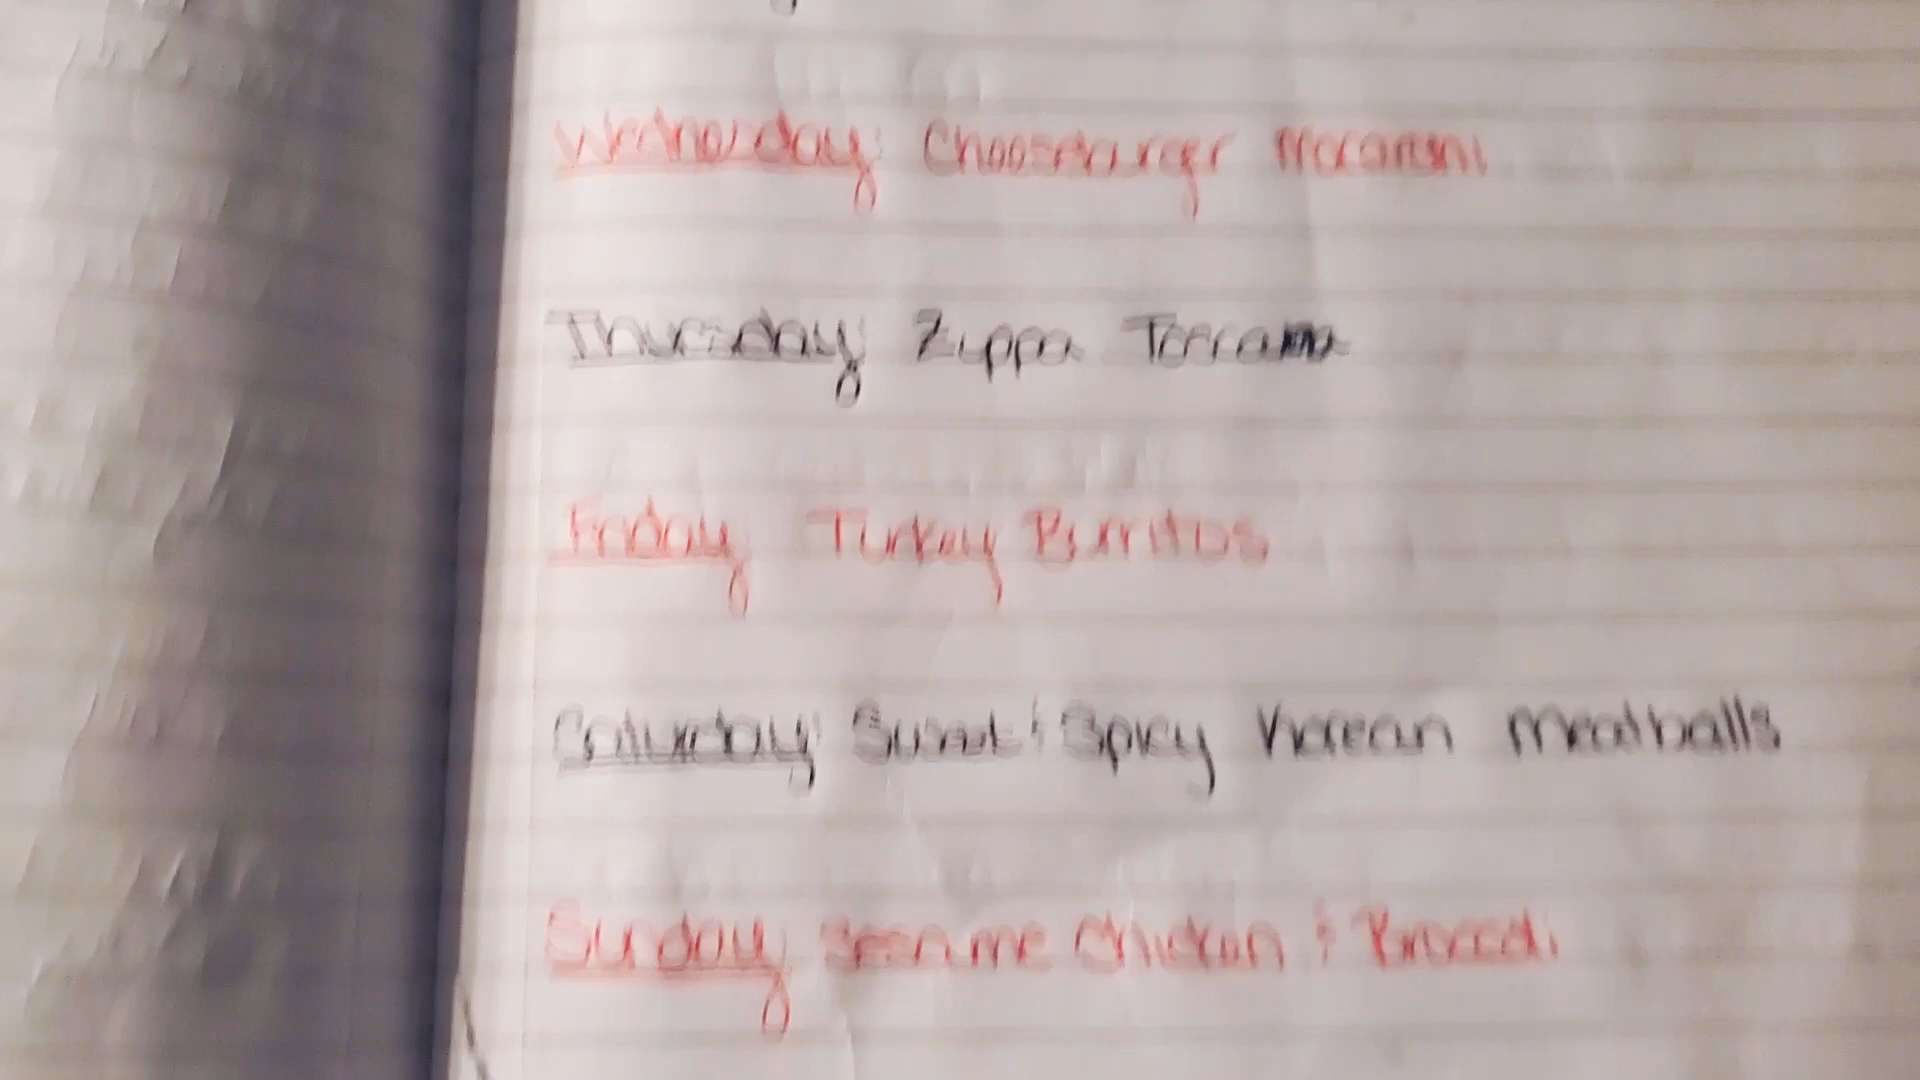 Wednesday: Cheeseburger Macaroni
Thursday: Zuppa Toscana
Friday Turkey Burritos
Saturday: Sweet & Spicy Korean Meatballs
Sunday: Sesame Chicken & Broccoli